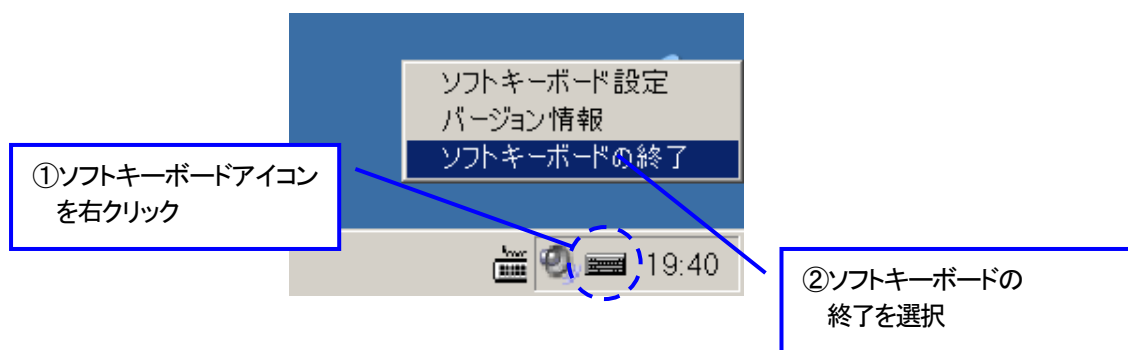 ソフトキーボード設定
バージョン情報
ソフトキーボードの終了
①ソフトキーボードアイコン
を右クリック
19:40
②ソフトキーボードの
終了を選択